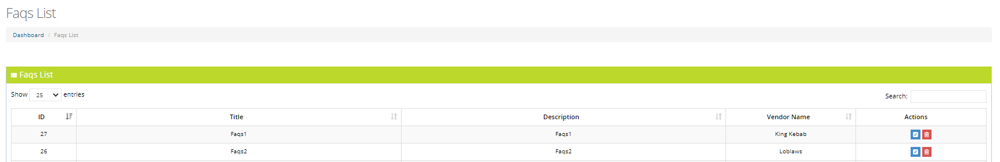 Faqs List
Dashboard / Faqs List
Faqs List
Show 25 entries
Search:
ID Title Description Vendor Name Actions
27 Faqs1 Faqs1 King Kebab
26 Faqs2 Faqs2 Loblaws